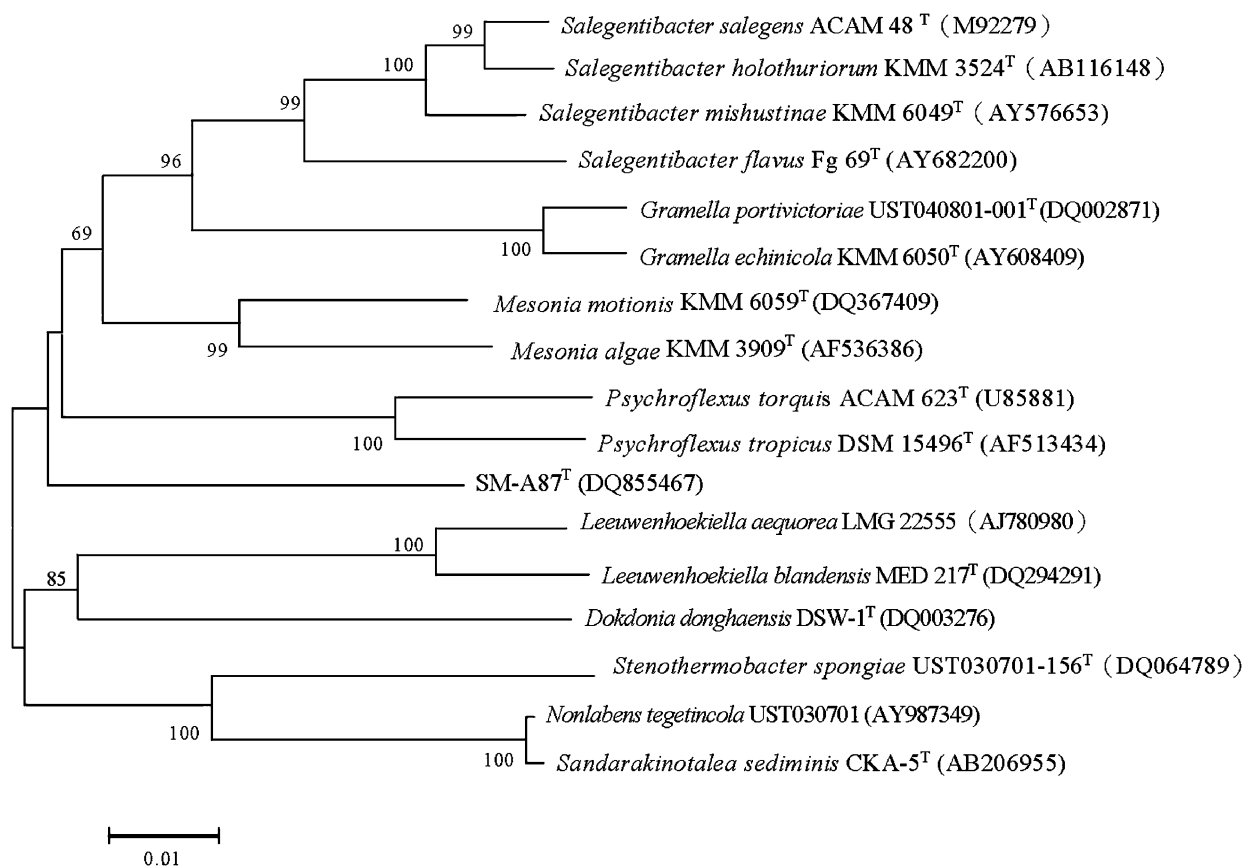 99 Salegentibacter salegens ACAM 48 T (M92279)
100 Salegentibacter holothuriorum KMM 3524T (AB116148)
99 Salegentibacter mishustinae KMM 6049T (AY576653)
96 Salegentibacter flavus Fg 69T (AY682200)
Gramella portivictoriae UST040801-001T (DQ002871)
69
100 Gramella echinicola KMM 6050T (AY608409)
Mesonia motionis KMM 6059T (DQ367409)
99 Mesonia algae KMM 3909T (AF536386)
Psychroflexus torquis ACAM 623T (U85881)
100 Psychroflexus tropicus DSM 15496T (AF513434)
SM-A87T (DQ855467)
Leeuwenhoekiella aequorea LMG 22555 (AJ780980)
100
85 Leeuwenhoekiella blandensis MED 217T (DQ294291)
Dokdonia donghaensis DSW-1T (DQ003276)
Stenothermobacter spongiae UST030701-156T (DQ064789)
Nonlabens tegetincola UST030701 (AY987349)
100
100 Sandarakinotalea sediminis CKA-5T (AB206955)
0.01